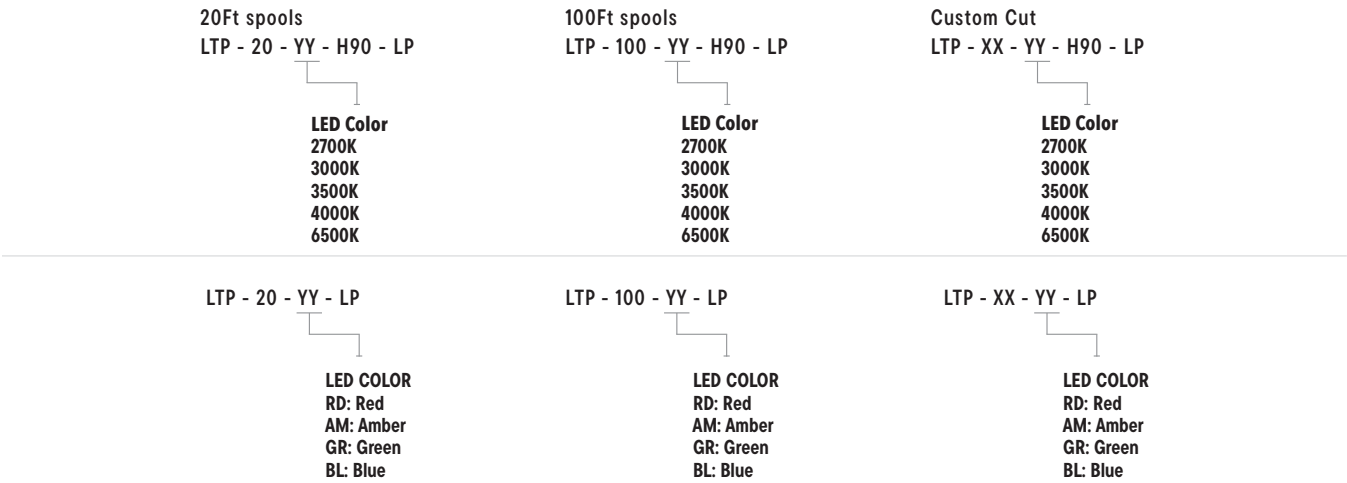 20Ft spools
LTP - 20 - YY - H90 - LP
LED Color
2700K
3000K
3500K
4000K
6500K
100Ft spools
LTP - 100 - YY - H90 - LP
LED Color
2700K
3000K
3500K
4000K
6500K
Custom Cut
LTP - XX - YY - H90 - LP
LED Color
2700K
3000K
3500K
4000K
6500K
LTP - 20 - YY - LP
LED COLOR
RD: Red
AM: Amber
GR: Green
BL: Blue
LTP - 100 - YY - LP
LED COLOR
RD: Red
AM: Amber
GR: Green
BL: Blue
LTP - XX - YY - LP
LED COLOR
RD: Red
AM: Amber
GR: Green
BL: Blue